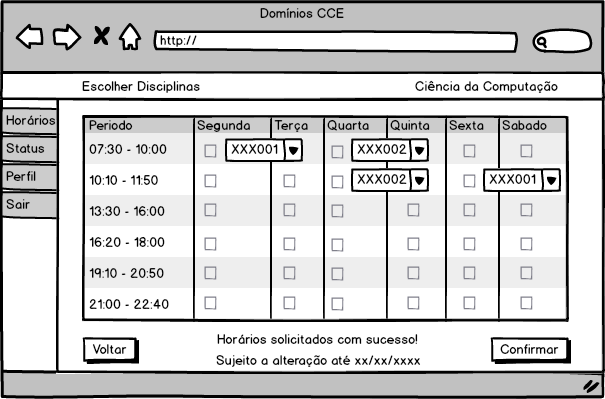 Domínios CCE
http://
Escolher Disciplinas
Ciência da Computação
Horários
Status
Perfil
Sair
Periodo Segunda Terça Quarta Quinta Sexta Sabado
07:30 - 10:00 XXX001 XXX002
10:10 - 11:50 XXX002 XXX001
13:30 - 16:00
16:20 - 18:00
19:10 - 20:50
21:00 - 22:40
Voltar
Horários solicitados com sucesso!
Sujeito a alteração até xx/xx/xxxx
Confirmar